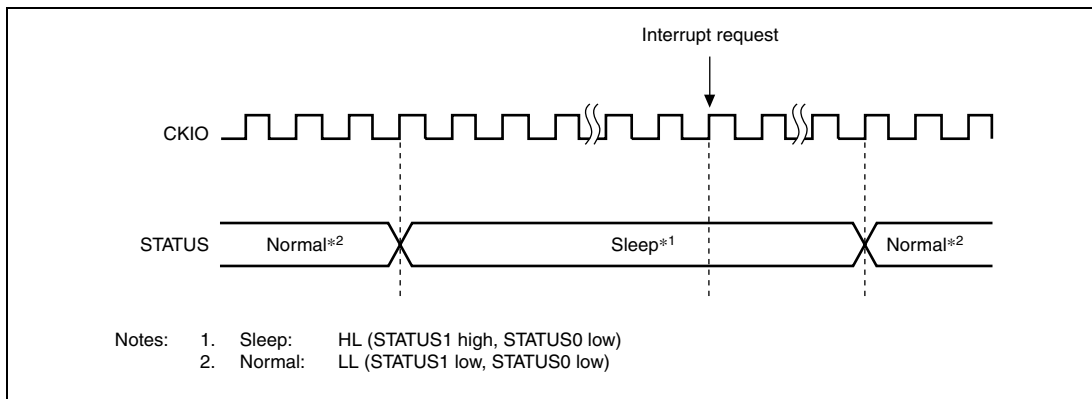 Interrupt request
CKIO
STATUS
Normal*2
Sleep*1
Normal*2
Notes: 1. Sleep: HL (STATUS1 high, STATUS0 low)
2. Normal: LL (STATUS1 low, STATUS0 low)